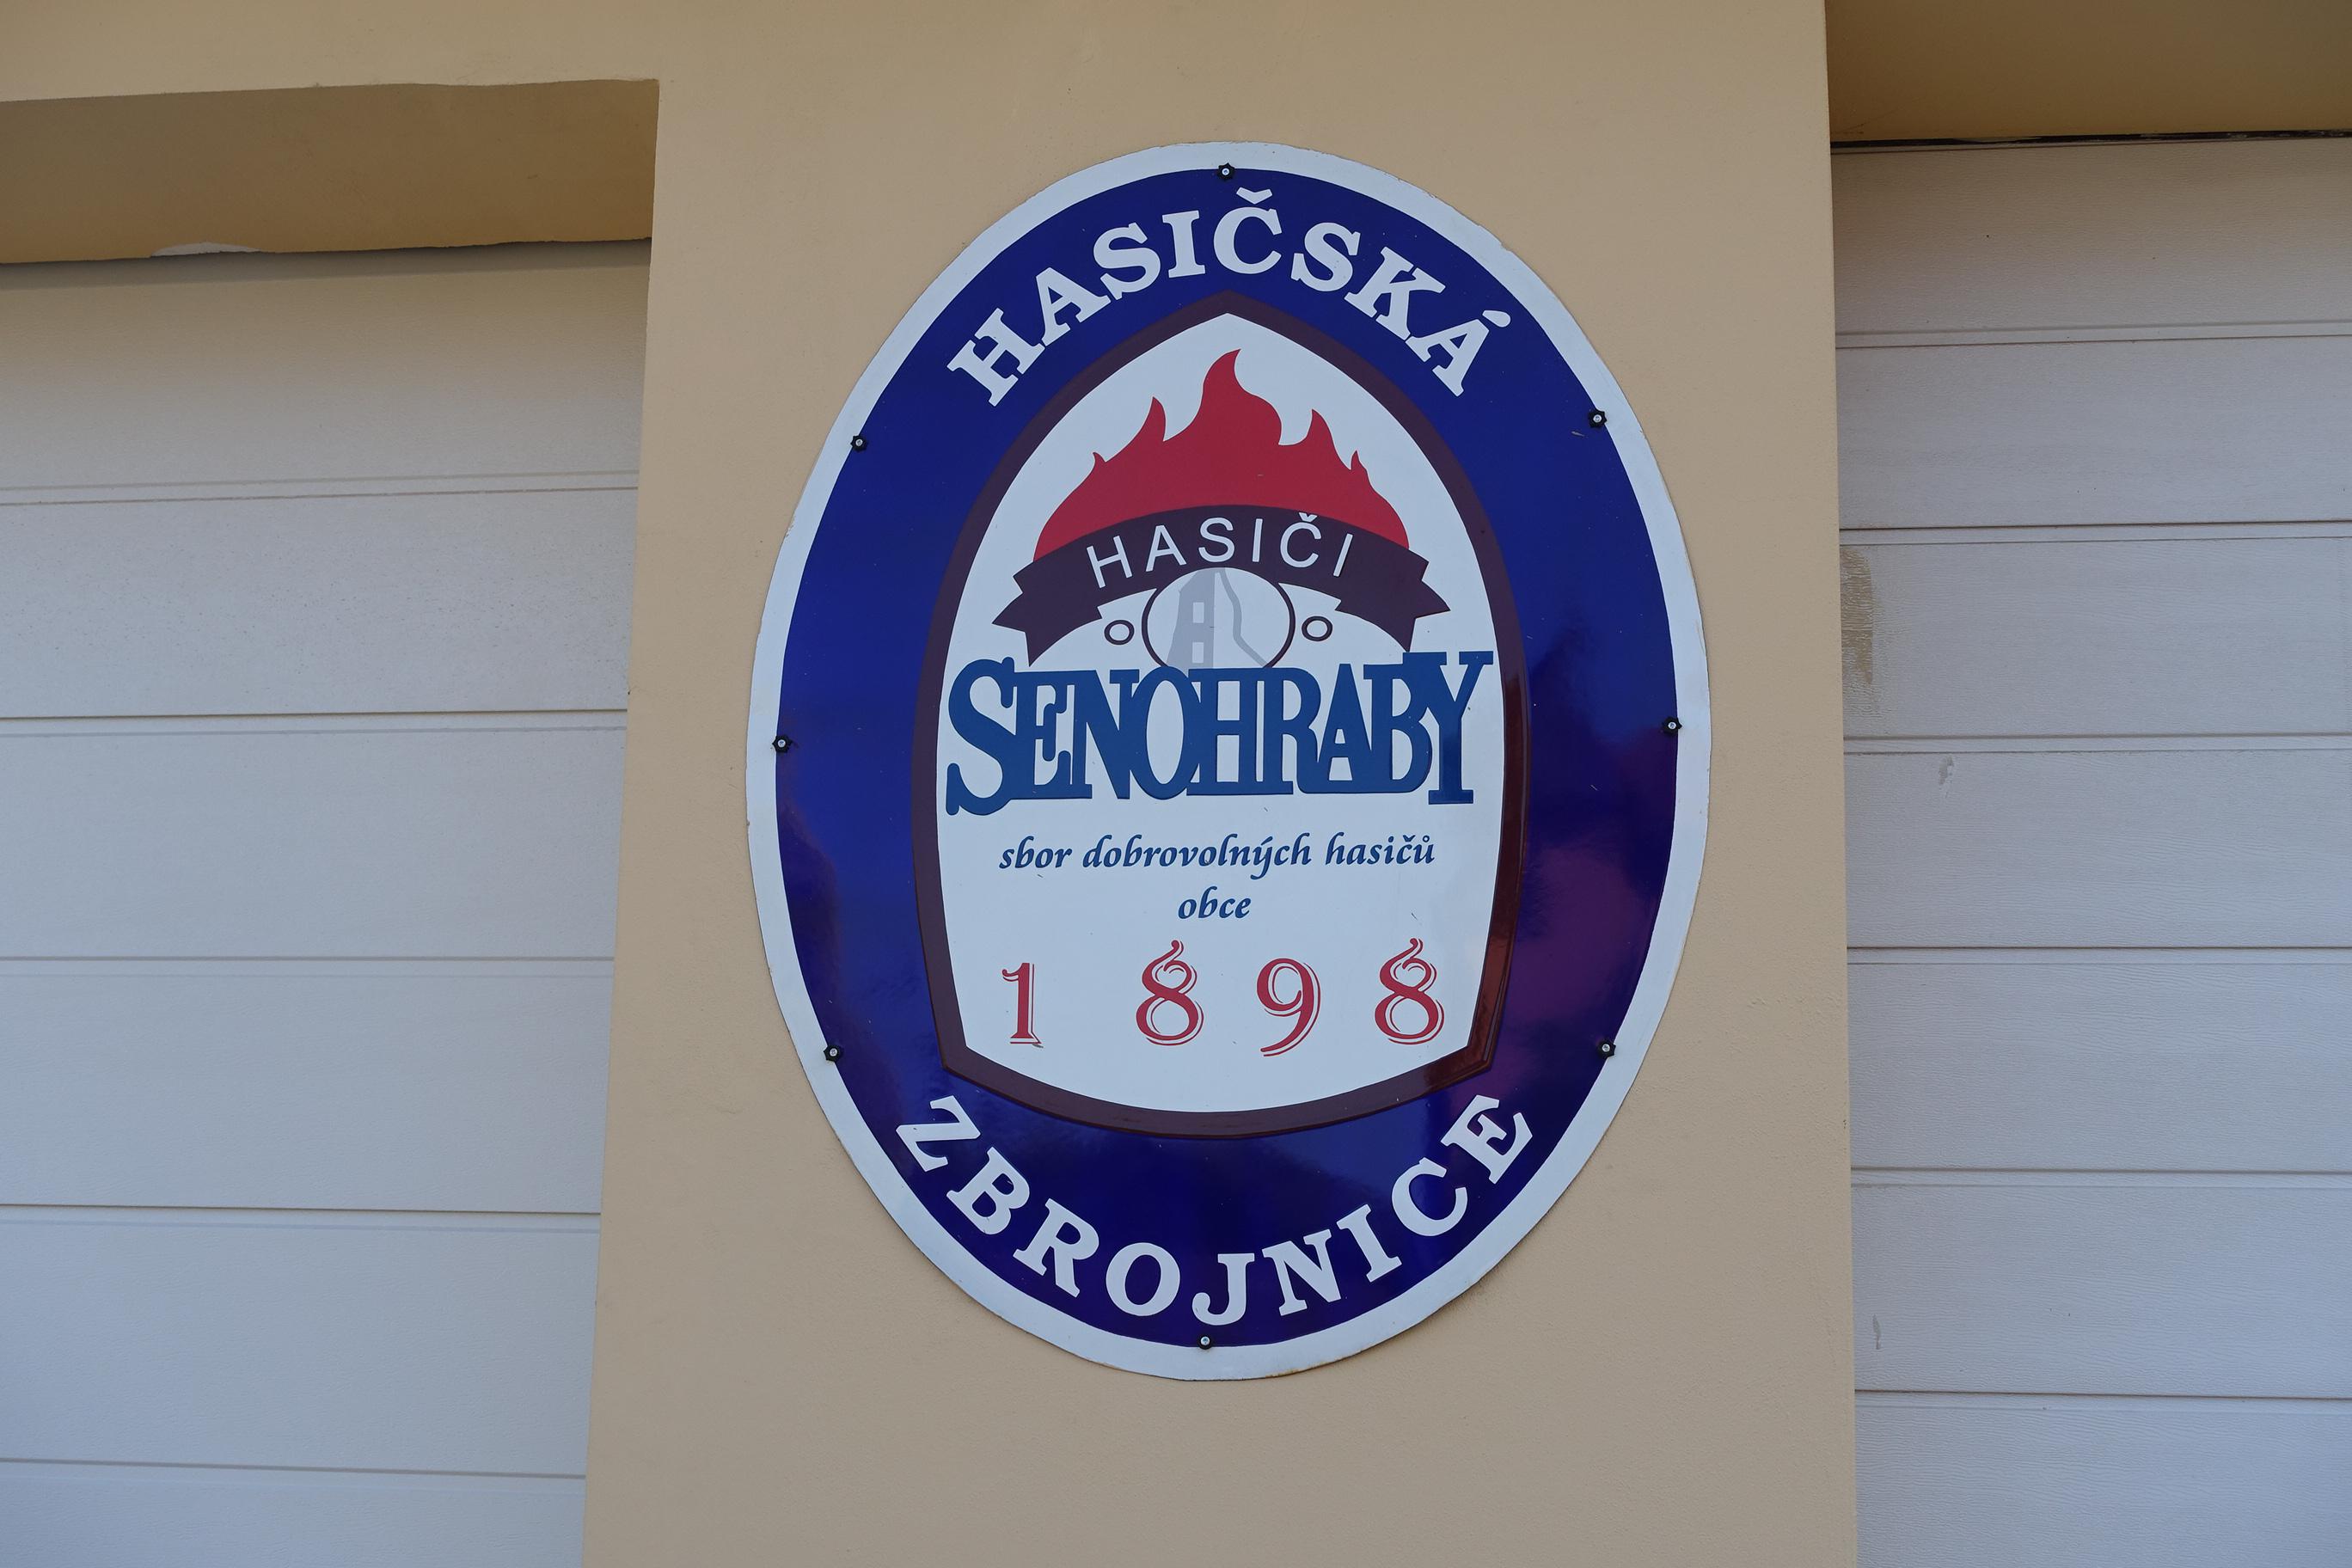 HASIČSKÁ
HASIČI
SENOHRABY
sbor dobrovolných hasičů
obce
1898
ZBROJNICE